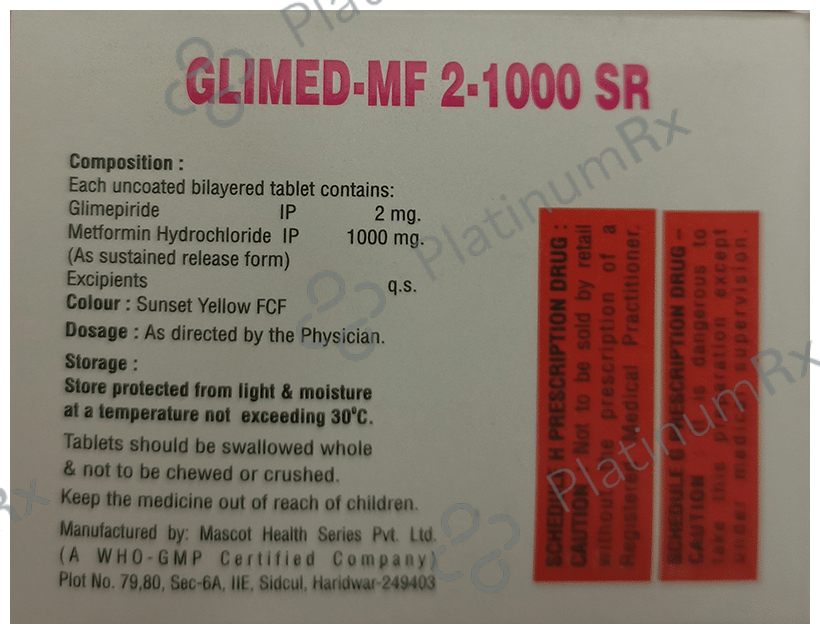 GLIMED-MF 2-1000 SR
Composition :
Each uncoated bilayered tablet contains:
Glimepiride IP 2 mg.
Metformin Hydrochloride IP 1000 mg.
(As sustained release form)
Excipients q.s.
Colour : Sunset Yellow FCF
Dosage : As directed by the Physician.
Storage :
Store protected from light & moisture
at a temperature not exceeding 30°C.
Tablets should be swallowed whole
& not to be chewed or crushed.
Keep the medicine out of reach of children.
Manufactured by: Mascot Health Series Pvt. Ltd.
(A WHO-GMP Certified Company)
Plot No. 79,80, Sec-6A, IIE, Sidcul, Haridwar-249403
SCHEDULE H PRESCRIPTION DRUG :
CAUTION : Not to be sold by retail
without the prescription of a
Registered Medical Practitioner.
SCHEDULE G PRESCRIPTION DRUG –
CAUTION : It is dangerous to
take this preparation except
under medical supervision.
PlatinumRx
PlatinumRx
PlatinumRx
Rx